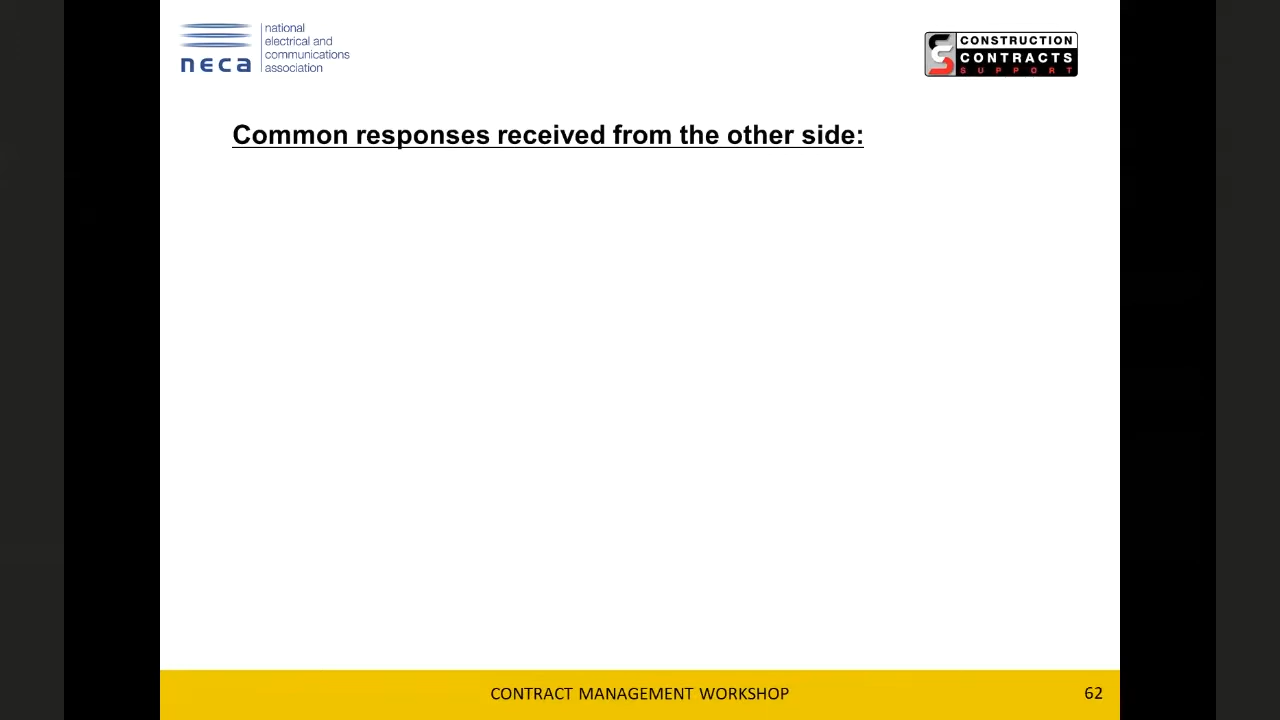 national
electrical and
communications
association
neca
CONSTRUCTION
CONTRACTS
SUPPORT
Common responses received from the other side:
CONTRACT MANAGEMENT WORKSHOP
62